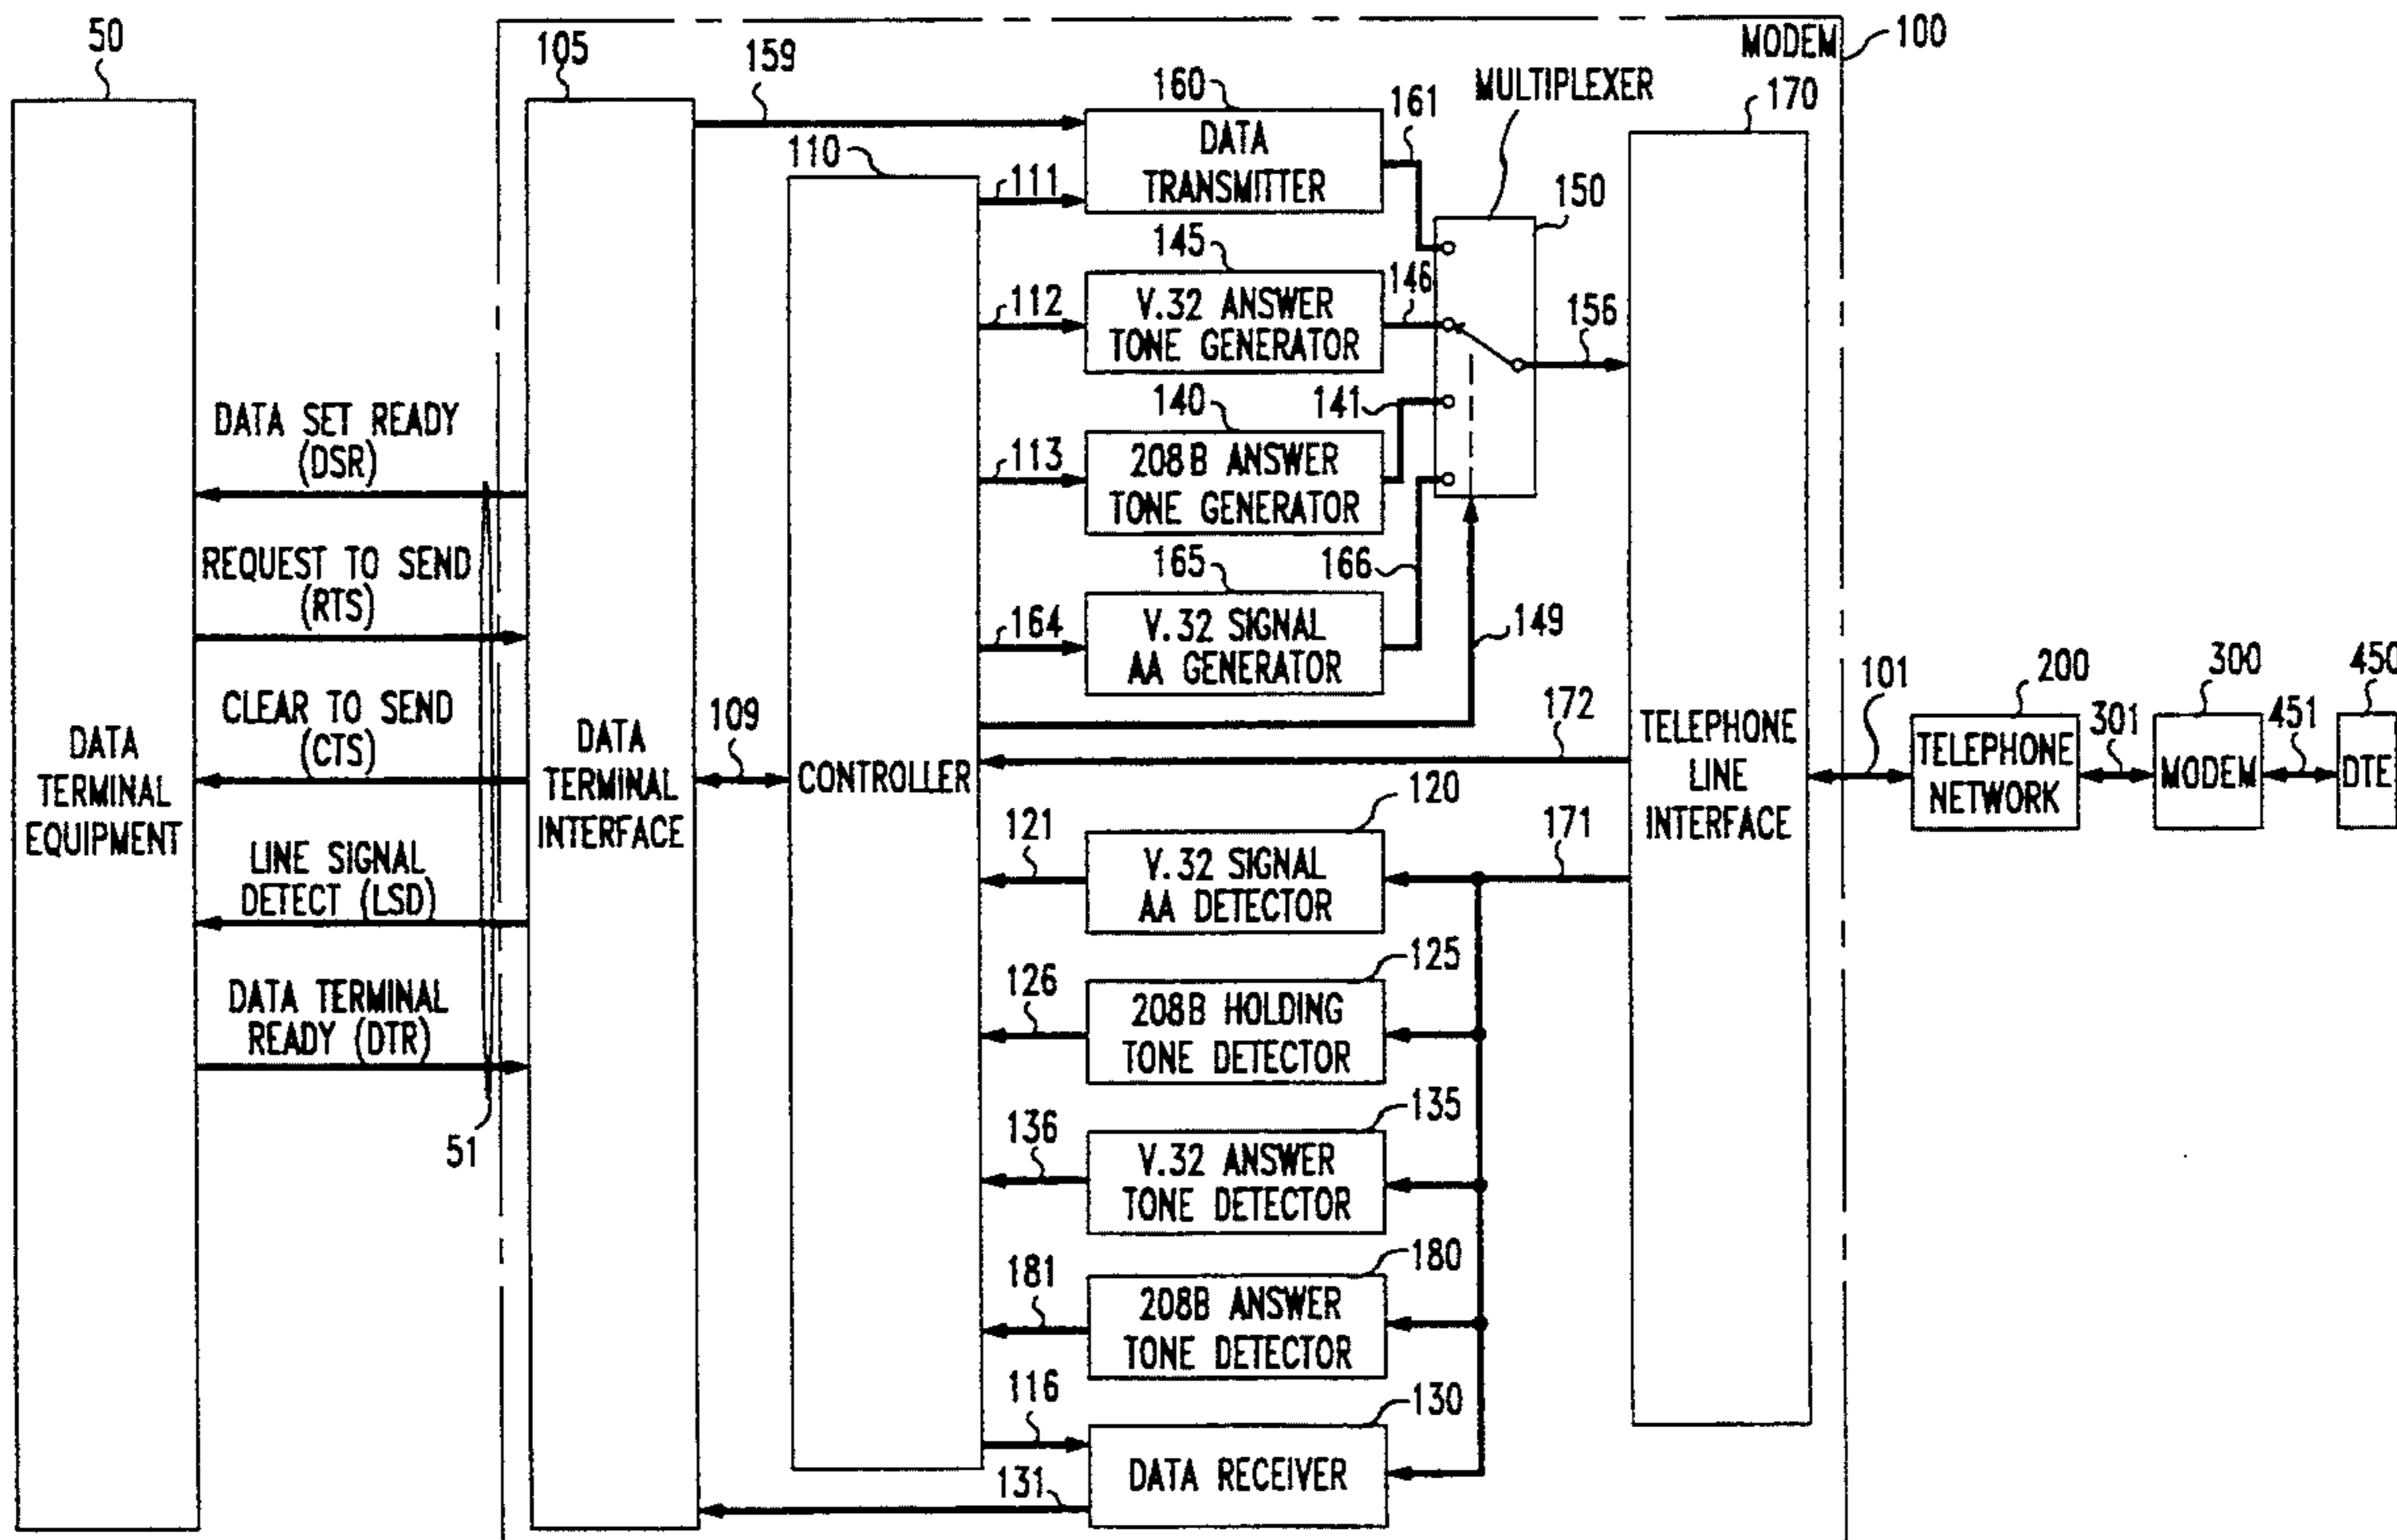 50
105
159
MODEM
100
MULTIPLEXER
160
161
170
DATA
TRANSMITTER
110
111
150
145
146
V.32 ANSWER
TONE GENERATOR
112
156
DATA SET READY
(DSR)
140
141
208B ANSWER
TONE GENERATOR
113
REQUEST TO SEND
(RTS)
165
166
V.32 SIGNAL
AA GENERATOR
164
149
CLEAR TO SEND
(CTS)
109
172
101
200
300
450
301
451
DATA
TERMINAL
EQUIPMENT
DATA
TERMINAL
INTERFACE
CONTROLLER
TELEPHONE
LINE
INTERFACE
TELEPHONE
NETWORK
MODEM
DTE
120
121
171
LINE SIGNAL
DETECT (LSD)
V.32 SIGNAL
AA DETECTOR
125
126
DATA TERMINAL
READY (DTR)
208B HOLDING
TONE DETECTOR
51
135
136
V.32 ANSWER
TONE DETECTOR
180
181
208B ANSWER
TONE DETECTOR
116
130
DATA RECEIVER
131